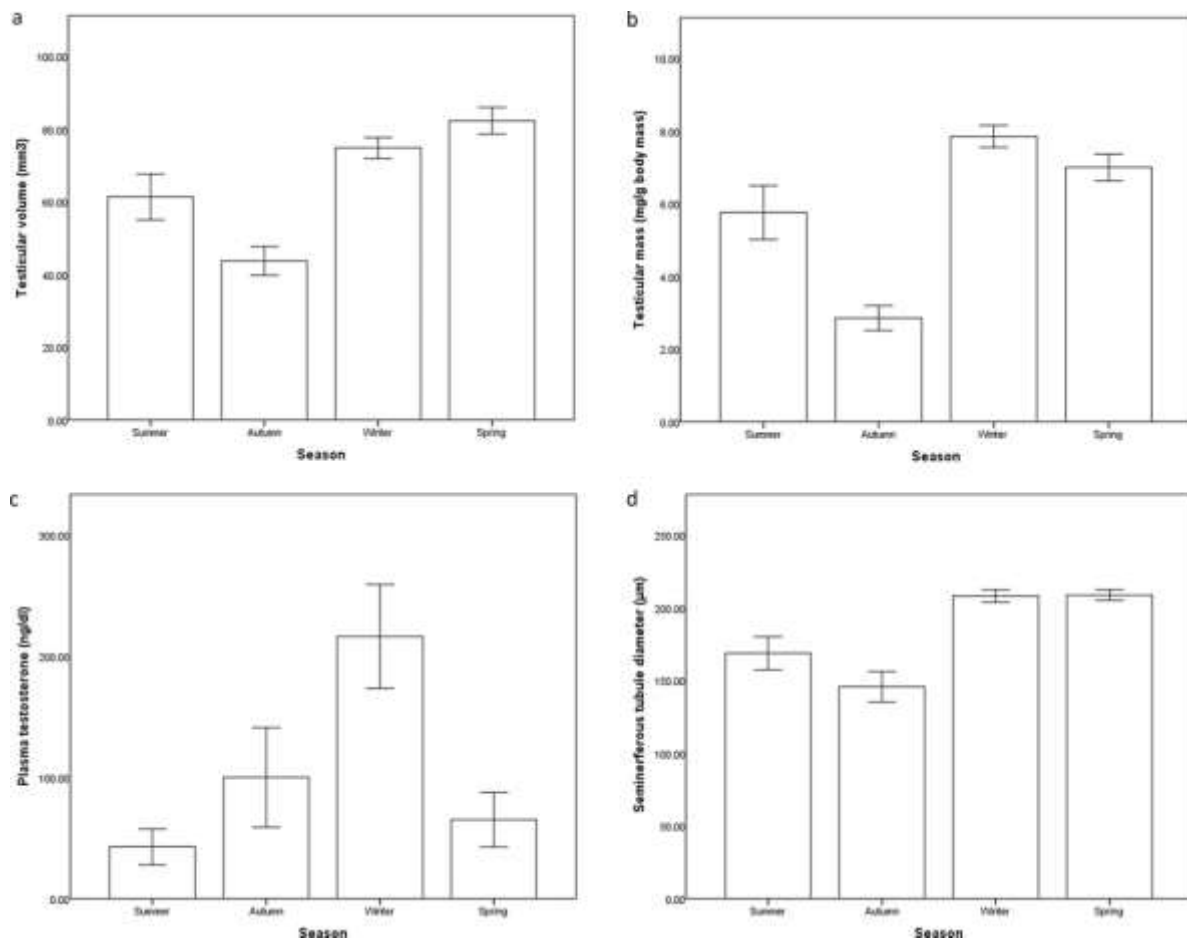 a
Testicular volume (mm3)
100.00
80.00
60.00
40.00
20.00
0.00
Summer
Autumn
Winter
Spring
Season
b
Testicular mass (mg/g body mass)
10.00
8.00
6.00
4.00
2.00
0.00
Summer
Autumn
Winter
Spring
Season
c
Plasma testosterone (ng/dl)
300.00
200.00
100.00
0.00
Summer
Autumn
Winter
Spring
Season
d
Seminerferous tubule diameter (µm)
250.00
200.00
150.00
100.00
50.00
0.00
Summer
Autumn
Winter
Spring
Season